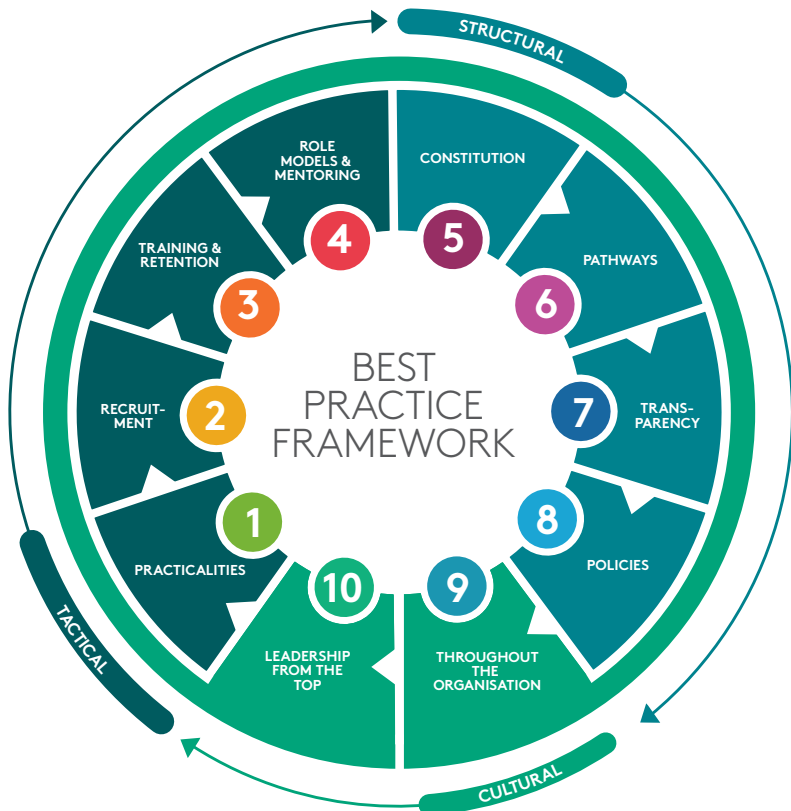 STRUCTURAL
ROLE
MODELS &
MENTORING
4
CONSTITUTION
5
TRAINING &
RETENTION
3
PATHWAYS
6
BEST
PRACTICE
FRAMEWORK
RECRUIT-
MENT
2
7
TRANS-
PARENCY
1
PRACTICALITIES
8
POLICIES
10
LEADERSHIP
FROM THE
TOP
9
THROUGHOUT
THE
ORGANISATION
TACTICAL
CULTURAL